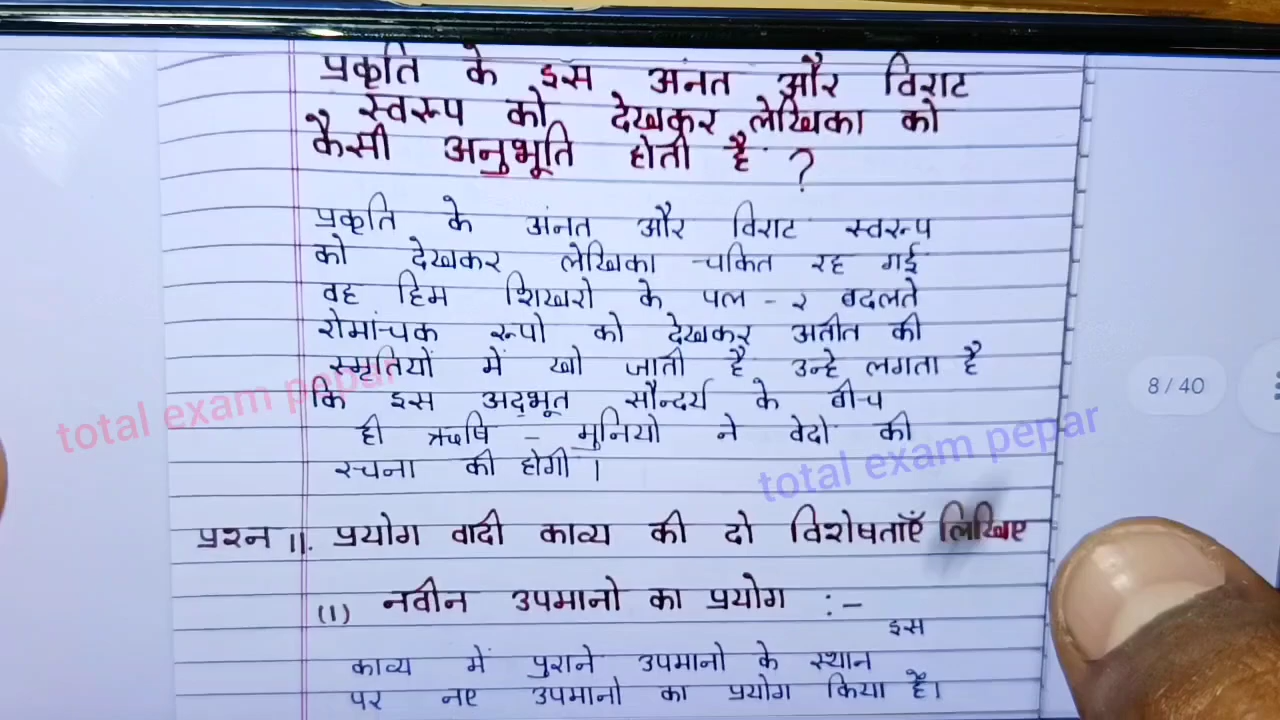 प्रकृति के इस अंनत और विराट
स्वरूप को देखकर लेखिका को
कैसी अनुभूति होती है ?
प्रकृति के अंनत और विराट स्वरूप
को देखकर लेखिका चकित रह गई
वह हिम शिखरो के पल - २ बदलते
रोमांचक रूपो को देखकर अतीत की
स्मृतियों में खो जाती है उन्हे लगता है
कि इस अद्भूत सौन्दर्य के बीच
ही ऋषि - मुनियो ने वेदो की
रचना की होगी ।
total exam pepar
total exam pepar
8 / 40
प्रश्न 11. प्रयोग वादी काव्य की दो विशेषताएँ लिखिए
(1) नवीन उपमानो का प्रयोग :-
इस
काव्य में पुराने उपमानो के स्थान
पर नए उपमानो का प्रयोग किया है।